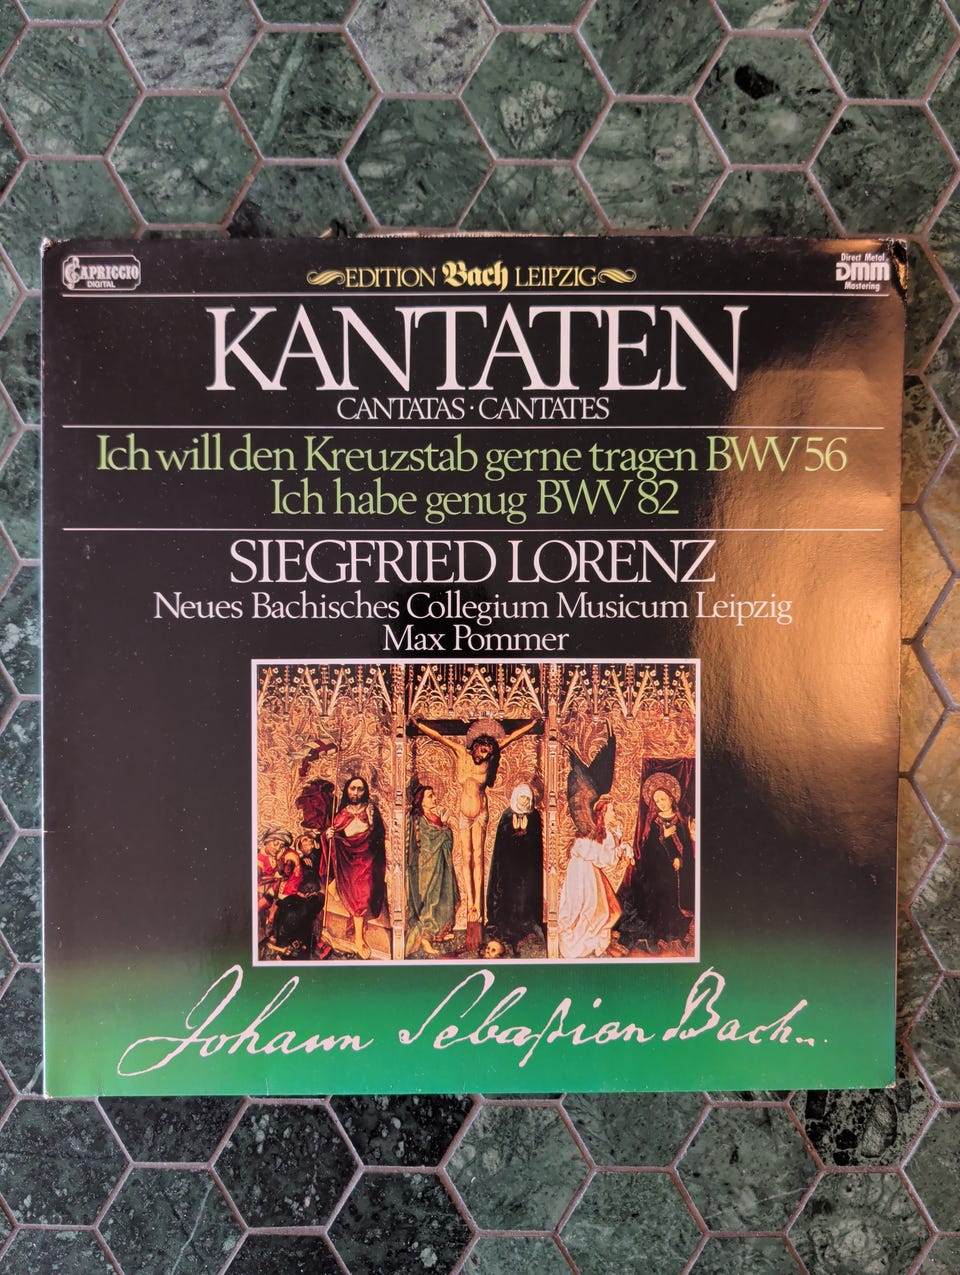 CAPRICCIO
DIGITAL
EDITION Bach LEIPZIG
Direct Metal
DMM
Mastering
KANTATEN
CANTATAS · CANTATES
Ich will den Kreuzstab gerne tragen BWV 56
Ich habe genug BWV 82
SIEGFRIED LORENZ
Neues Bachisches Collegium Musicum Leipzig
Max Pommer
Johann Sebaſtian Bach..